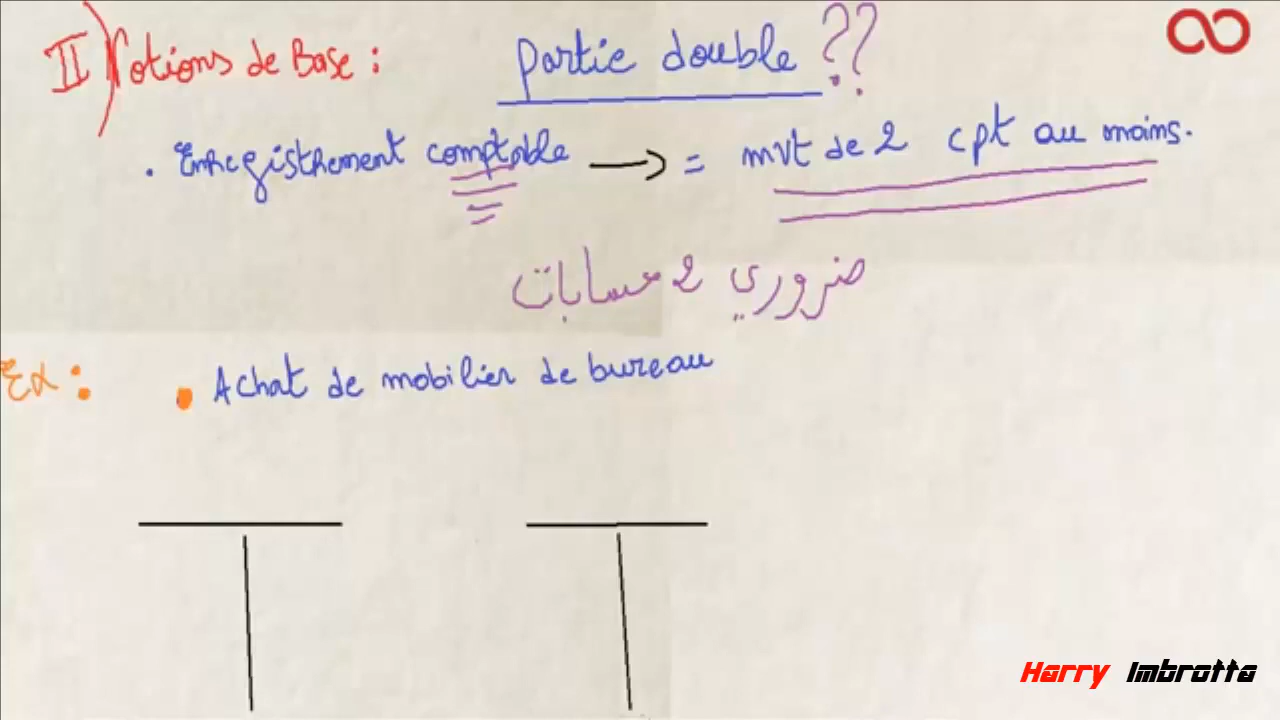 II) Notions de Base :
Partie double ??
. Enregistrement comptable → = mvt de 2 cpt au moins.
ضروري 2 حسابات
Ex :
• Achat de mobilier de bureau
Harry Imbrotta